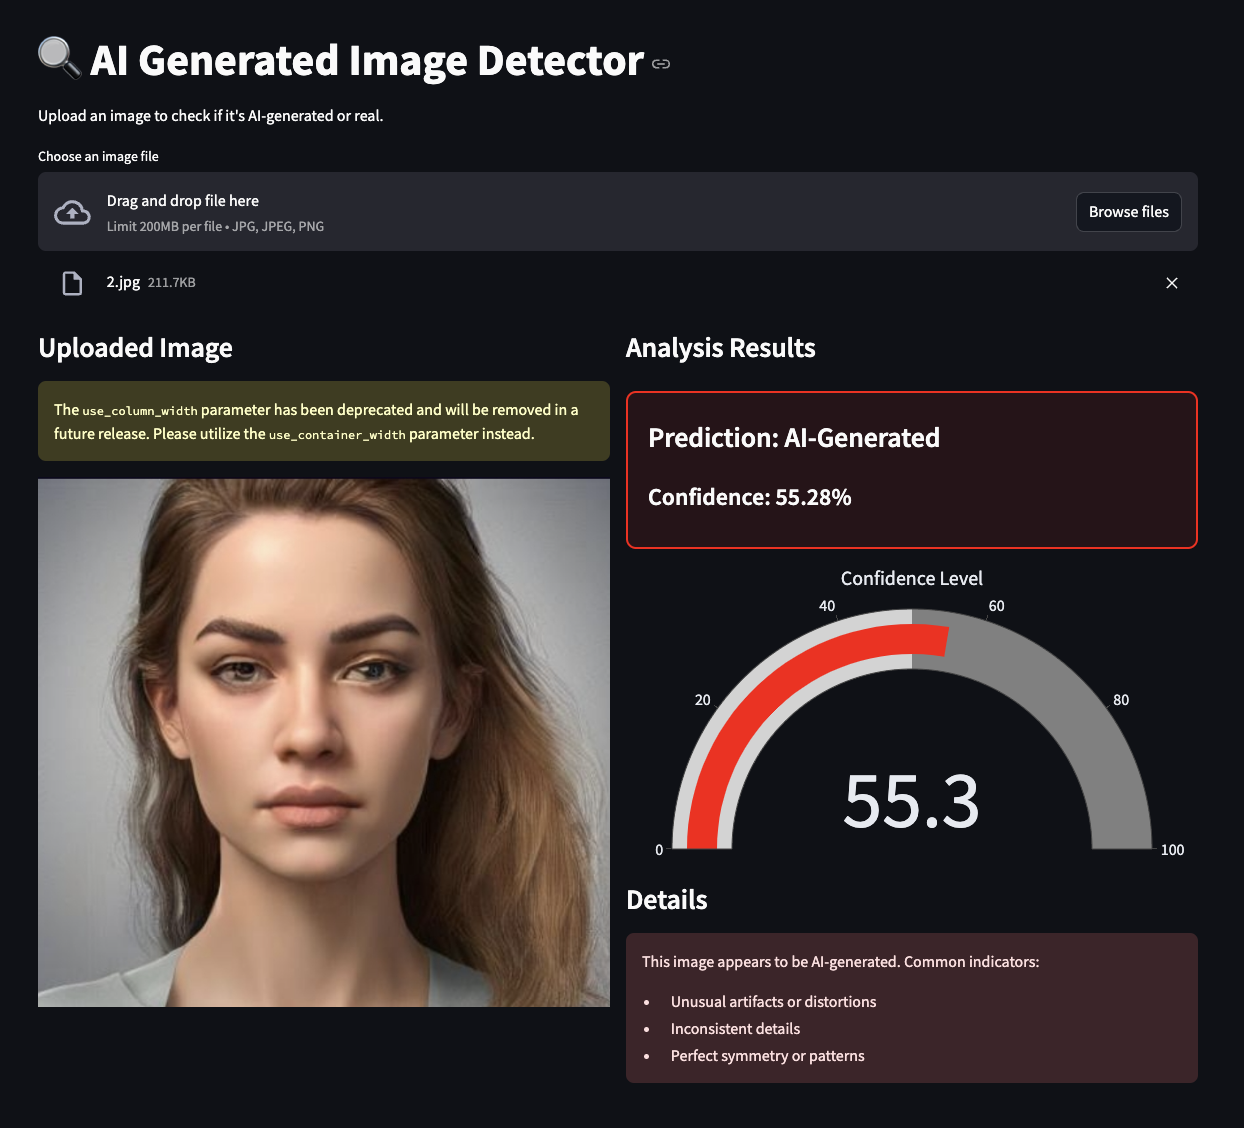 AI Generated Image Detector
Upload an image to check if it's AI-generated or real.
Choose an image file
Drag and drop file here
Limit 200MB per file • JPG, JPEG, PNG
Browse files
2.jpg 211.7KB
Uploaded Image
The use_column_width parameter has been deprecated and will be removed in a
future release. Please utilize the use_container_width parameter instead.
Analysis Results
Prediction: AI-Generated
Confidence: 55.28%
Confidence Level
0
20
40
60
80
100
55.3
Details
This image appears to be AI-generated. Common indicators:
• Unusual artifacts or distortions
• Inconsistent details
• Perfect symmetry or patterns